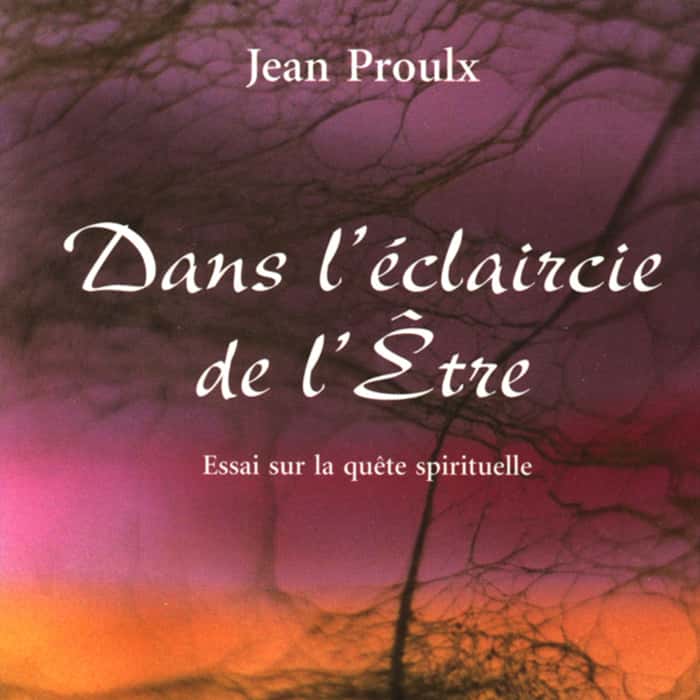 Jean Proulx
Dans l'éclaircie
de l'Être
Essai sur la quête spirituelle